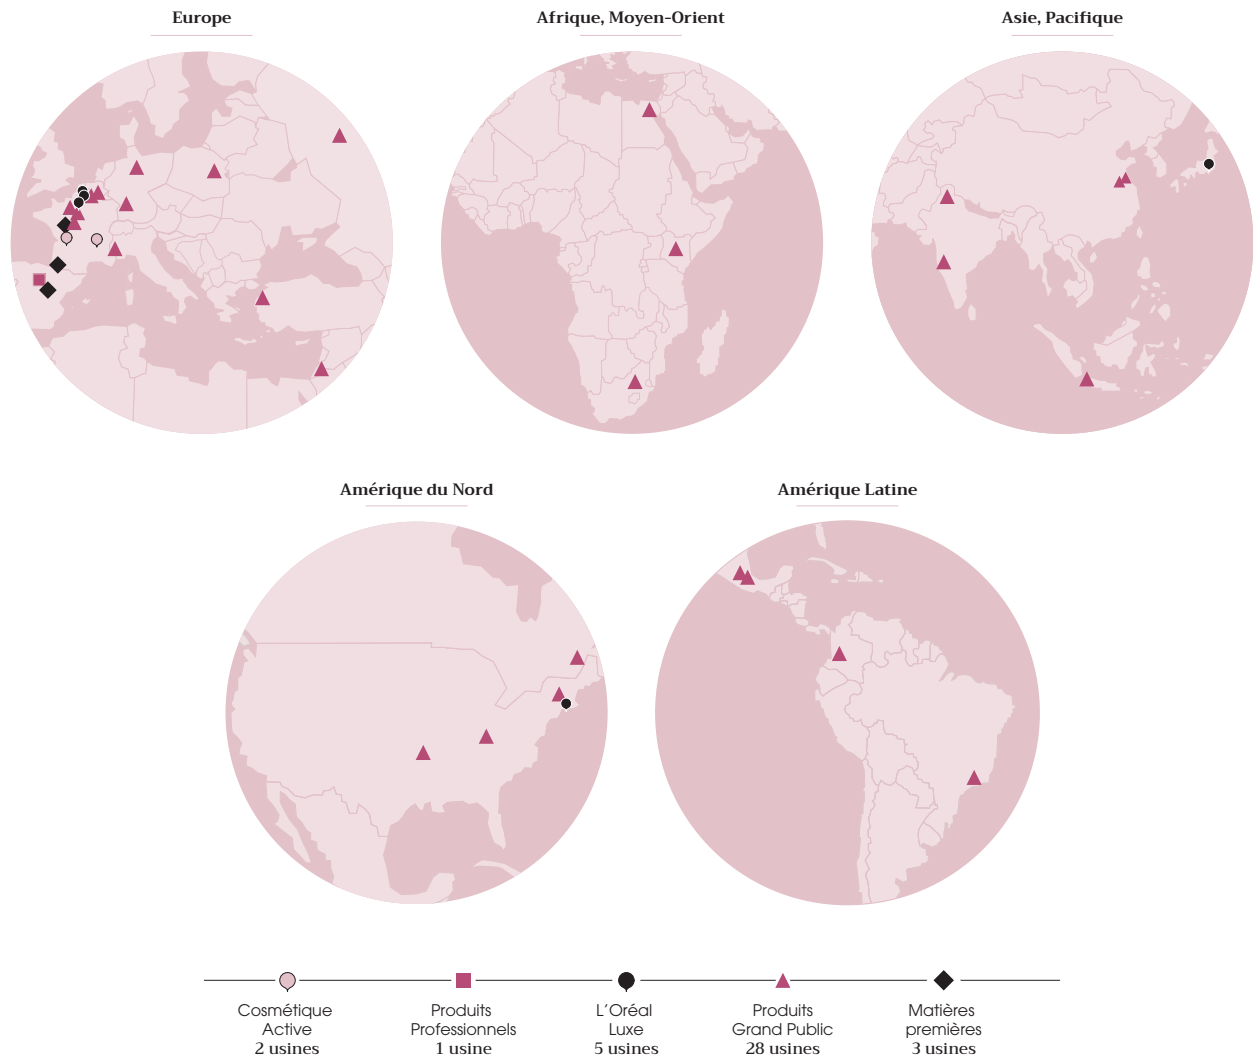 Europe
Afrique, Moyen-Orient
Asie, Pacifique
Amérique du Nord
Amérique Latine
Cosmétique
Active
2 usines
Produits
Professionnels
1 usine
L'Oréal
Luxe
5 usines
Produits
Grand Public
28 usines
Matières
premières
3 usines